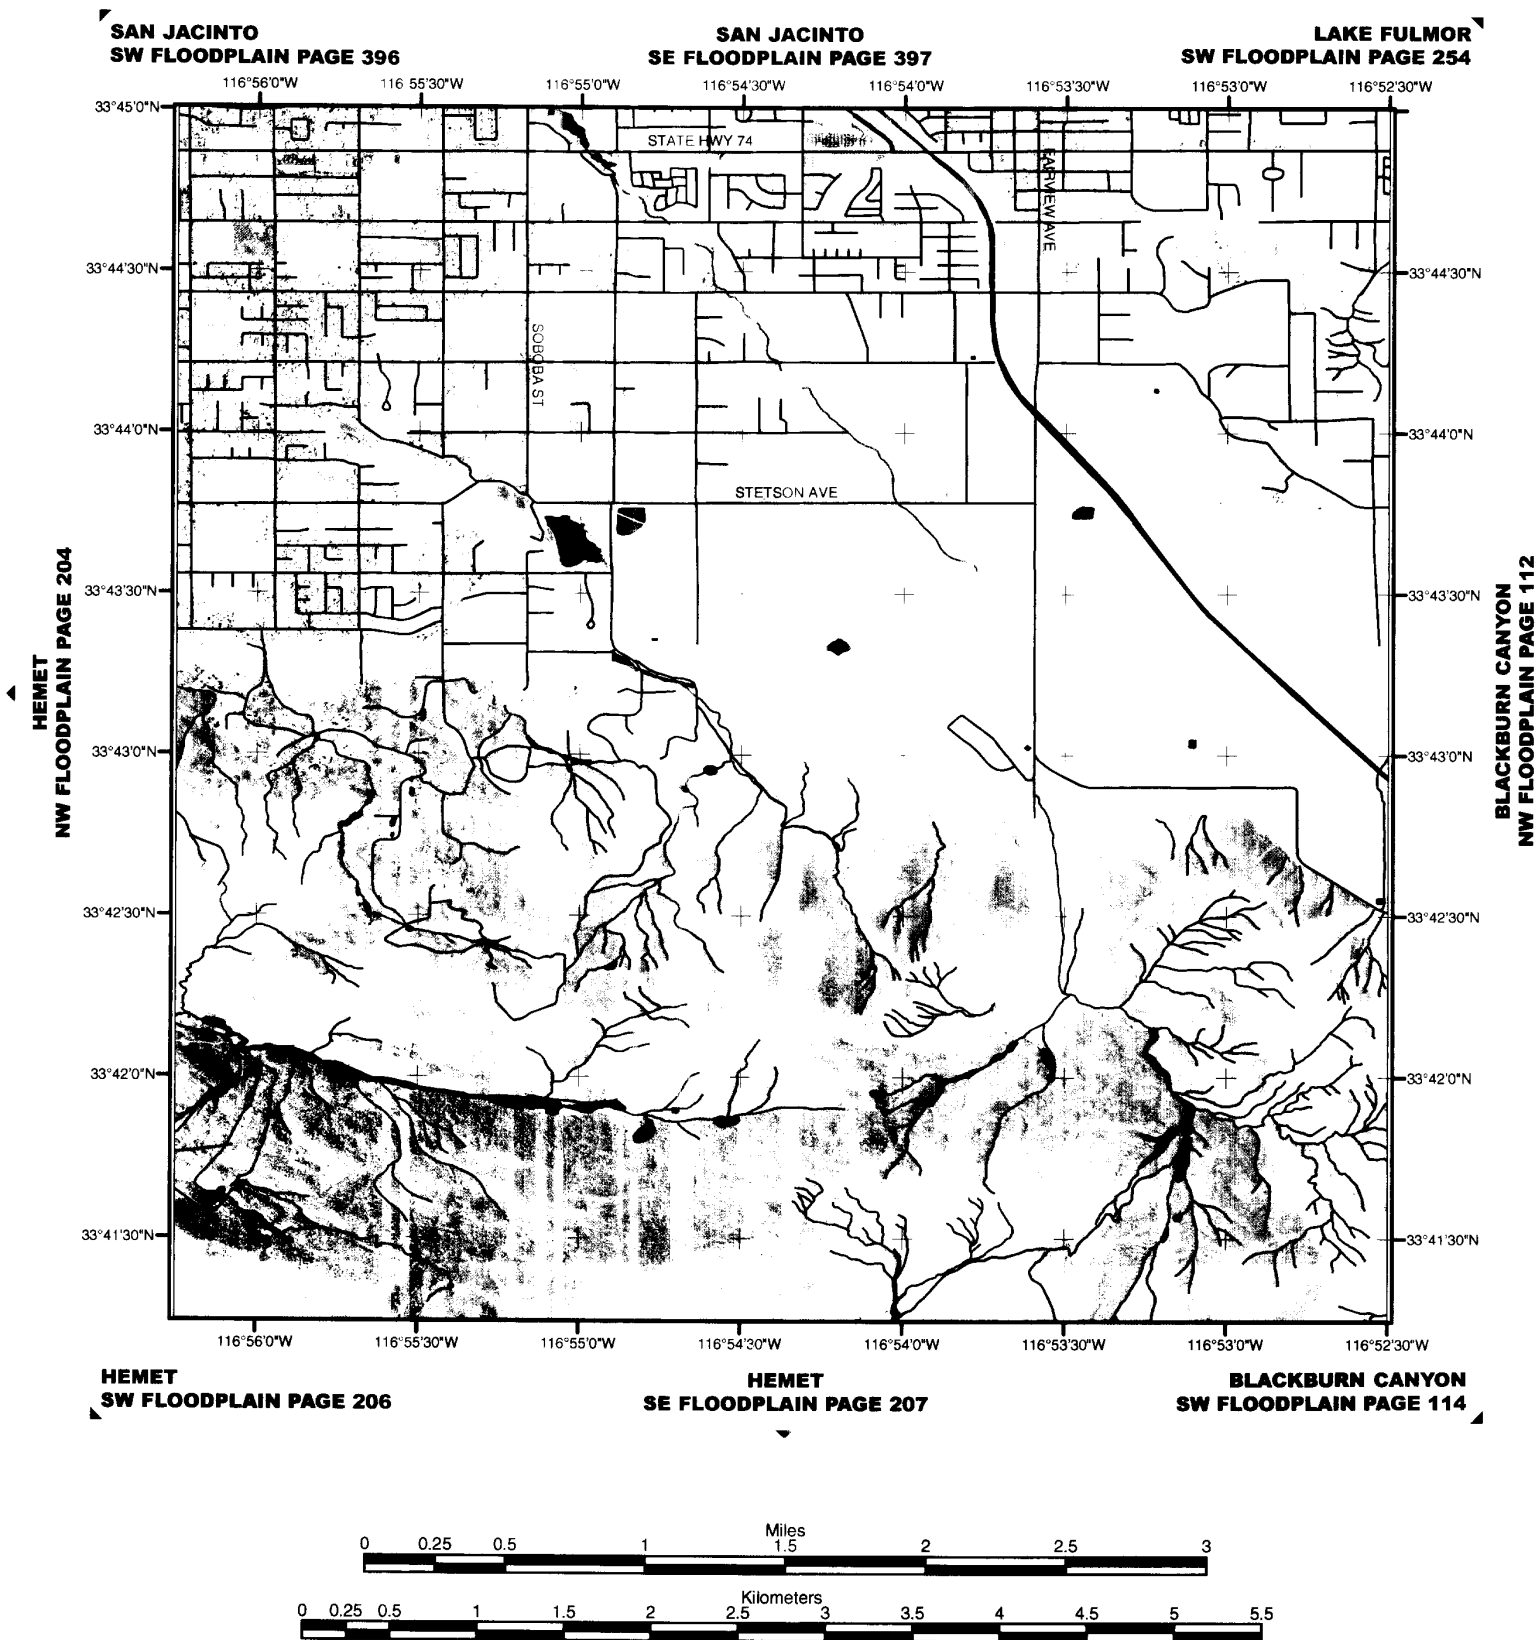 SAN JACINTO
SW FLOODPLAIN PAGE 396
SAN JACINTO
SE FLOODPLAIN PAGE 397
LAKE FULMOR
SW FLOODPLAIN PAGE 254
116°56'0"W 116 55'30"W 116°55'0"W 116°54'30"W 116°54'0"W 116°53'30"W 116°53'0"W 116°52'30"W
33°45'0"N
STATE HWY 74
FAIRVIEW AVE
33°44'30"N 33°44'30"N
SOBOBA ST
33°44'0"N 33°44'0"N
STETSON AVE
33°43'30"N 33°43'30"N
HEMET
NW FLOODPLAIN PAGE 204
BLACKBURN CANYON
NW FLOODPLAIN PAGE 112
33°43'0"N 33°43'0"N
33°42'30"N 33°42'30"N
33°42'0"N 33°42'0"N
33°41'30"N 33°41'30"N
116°56'0"W 116°55'30"W 116°55'0"W 116°54'30"W 116°54'0"W 116°53'30"W 116°53'0"W 116°52'30"W
HEMET
SW FLOODPLAIN PAGE 206
HEMET
SE FLOODPLAIN PAGE 207
BLACKBURN CANYON
SW FLOODPLAIN PAGE 114
Miles
0 0.25 0.5 1 1.5 2 2.5 3
Kilometers
0 0.25 0.5 1 1.5 2 2.5 3 3.5 4 4.5 5 5.5